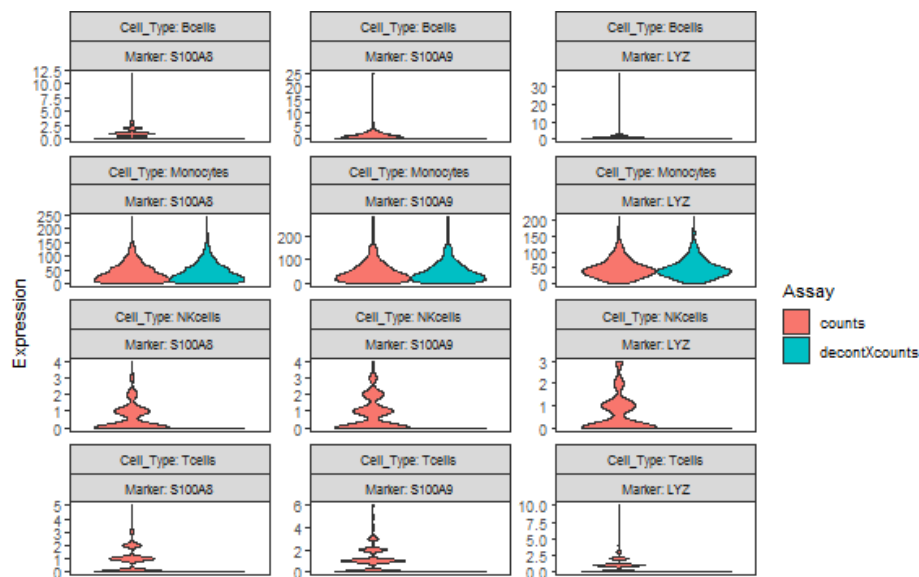 Cell_Type: Bcells
Cell_Type: Bcells
Cell_Type: Bcells
Marker: S100A8
Marker: S100A9
Marker: LYZ
12.5
10.0
7.5
5.0
2.5
0.0
25
20
15
10
5
0
30
20
10
0
Cell_Type: Monocytes
Cell_Type: Monocytes
Cell_Type: Monocytes
Marker: S100A8
Marker: S100A9
Marker: LYZ
250
200
150
100
50
0
200
100
0
200
150
100
50
0
Cell_Type: NKcells
Cell_Type: NKcells
Cell_Type: NKcells
Marker: S100A8
Marker: S100A9
Marker: LYZ
4
3
2
1
0
4
3
2
1
0
3
2
1
0
Cell_Type: Tcells
Cell_Type: Tcells
Cell_Type: Tcells
Marker: S100A8
Marker: S100A9
Marker: LYZ
5
4
3
2
1
0
6
4
2
0
10.0
7.5
5.0
2.5
0.0
Expression
Assay
counts
decontXcounts